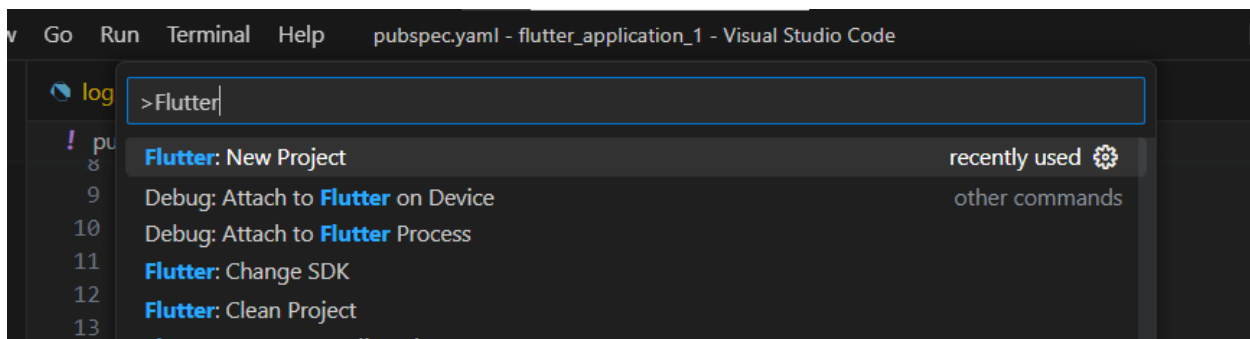 Go Run Terminal Help pubspec.yaml - flutter_application_1 - Visual Studio Code
log
>Flutter
! pu
Flutter: New Project recently used
8
9
Debug: Attach to Flutter on Device other commands
10
Debug: Attach to Flutter Process
11
Flutter: Change SDK
12
Flutter: Clean Project
13